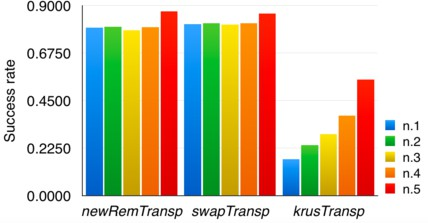 0.9000
0.6750
0.4500
0.2250
0.0000
Success rate
newRemTransp swapTransp krusTransp
n.1
n.2
n.3
n.4
n.5